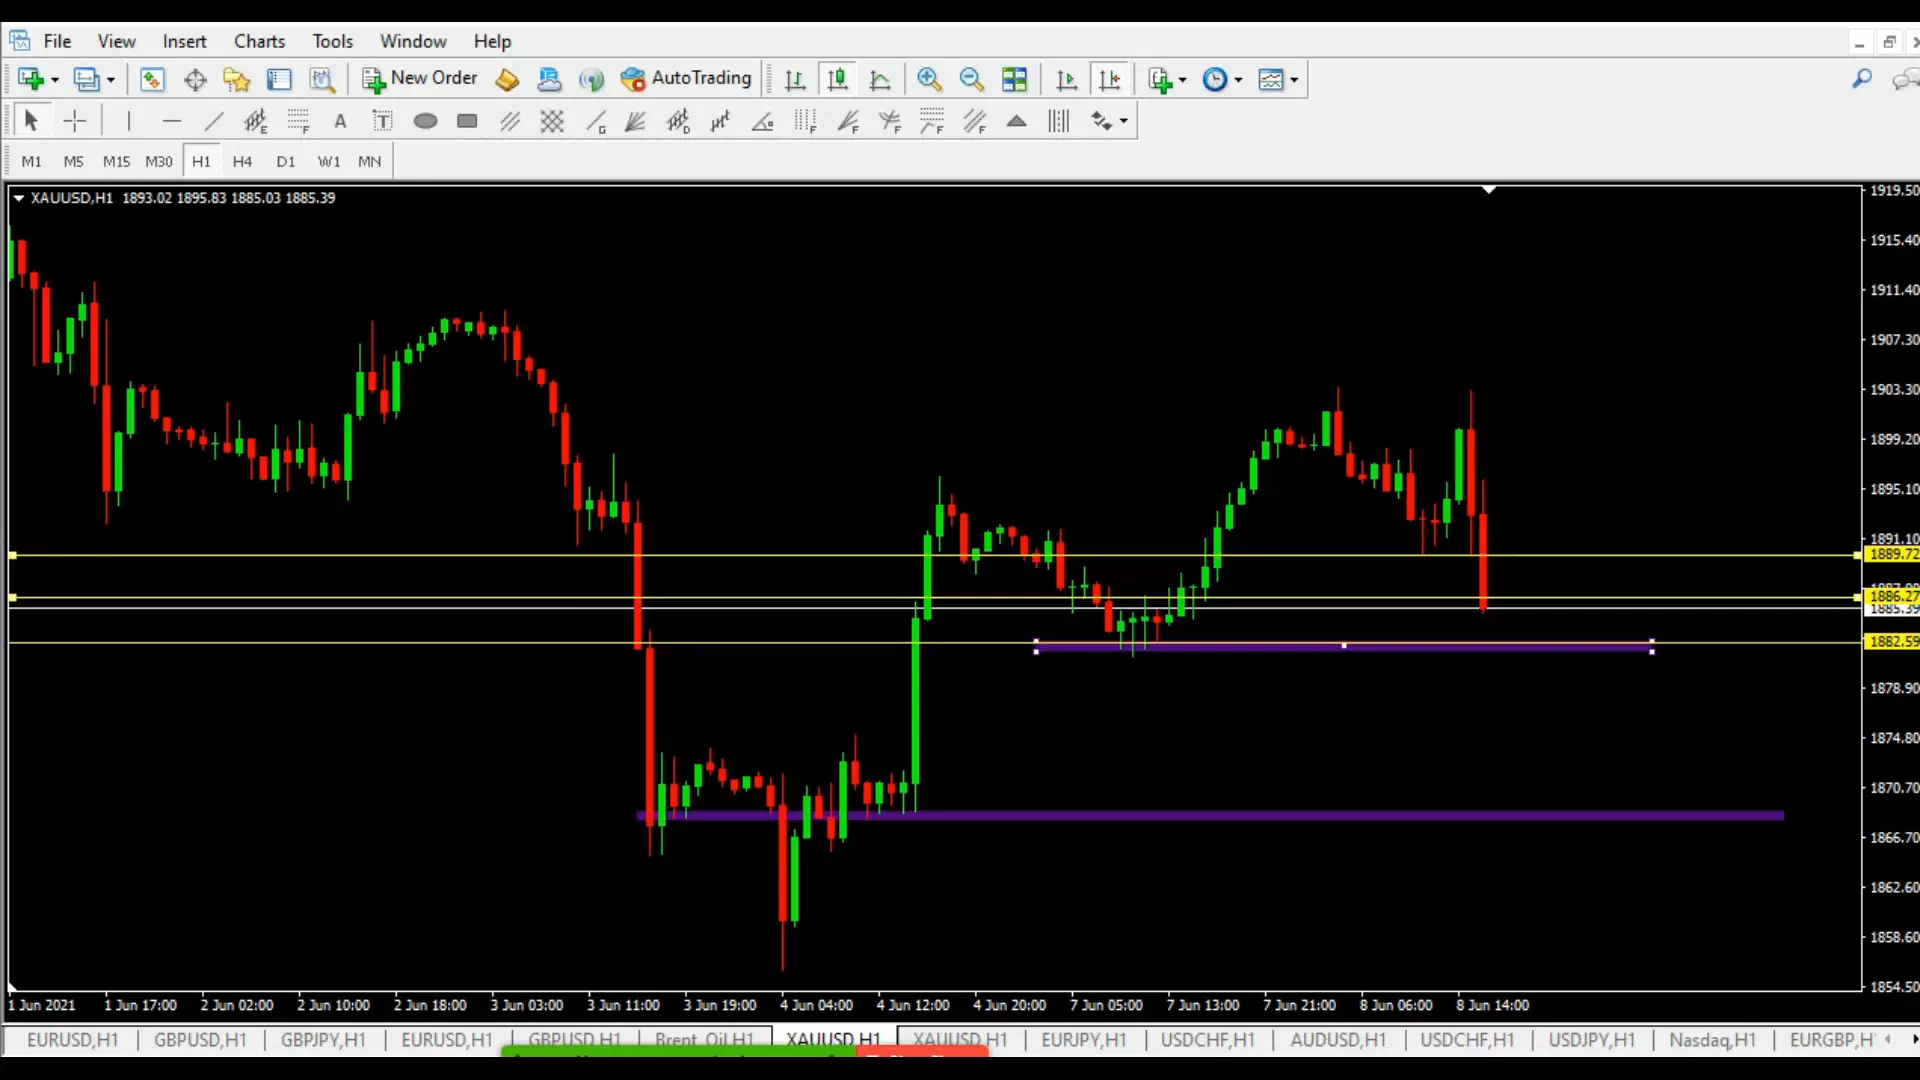 File View Insert Charts Tools Window Help
New Order AutoTrading
E F A T G D F F F F F
M1 M5 M15 M30 H1 H4 D1 W1 MN
XAUUSD,H1 1893.02 1895.83 1885.03 1885.39
1919.50
1915.40
1911.40
1907.30
1903.30
1899.20
1895.10
1891.10
1889.72
1886.27
1885.39
1882.59
1878.90
1874.80
1870.70
1866.70
1862.60
1858.60
1854.50
1 Jun 2021 1 Jun 17:00 2 Jun 02:00 2 Jun 10:00 2 Jun 18:00 3 Jun 03:00 3 Jun 11:00 3 Jun 19:00 4 Jun 04:00 4 Jun 12:00 4 Jun 20:00 7 Jun 05:00 7 Jun 13:00 7 Jun 21:00 8 Jun 06:00 8 Jun 14:00
EURUSD,H1 GBPUSD,H1 GBPJPY,H1 EURUSD,H1 GBPUSD,H1 Brent_Oil,H1 XAUUSD,H1 XAUUSD,H1 EURJPY,H1 USDCHF,H1 AUDUSD,H1 USDCHF,H1 USDJPY,H1 Nasdaq,H1 EURGBP,H